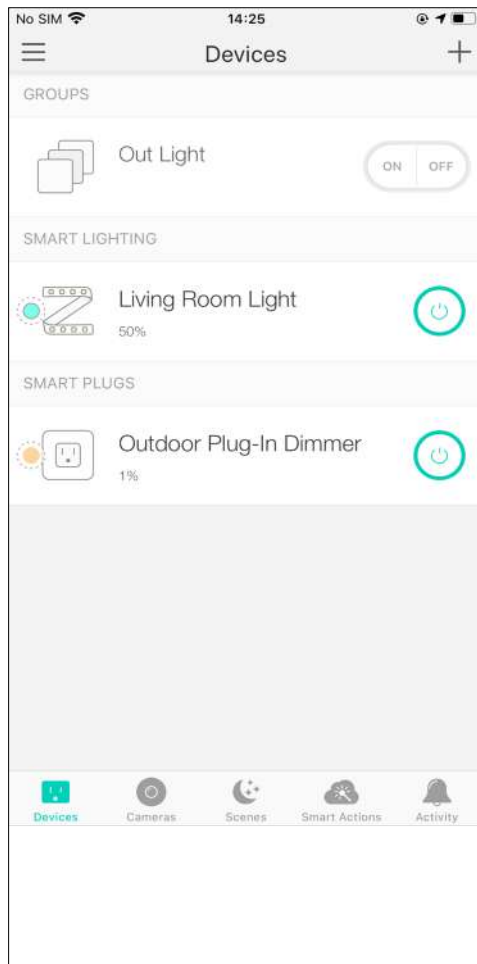 No SIM 14:25
Devices
GROUPS
Out Light
ON OFF
SMART LIGHTING
Living Room Light
50%
SMART PLUGS
Outdoor Plug-In Dimmer
1%
Devices Cameras Scenes Smart Actions Activity